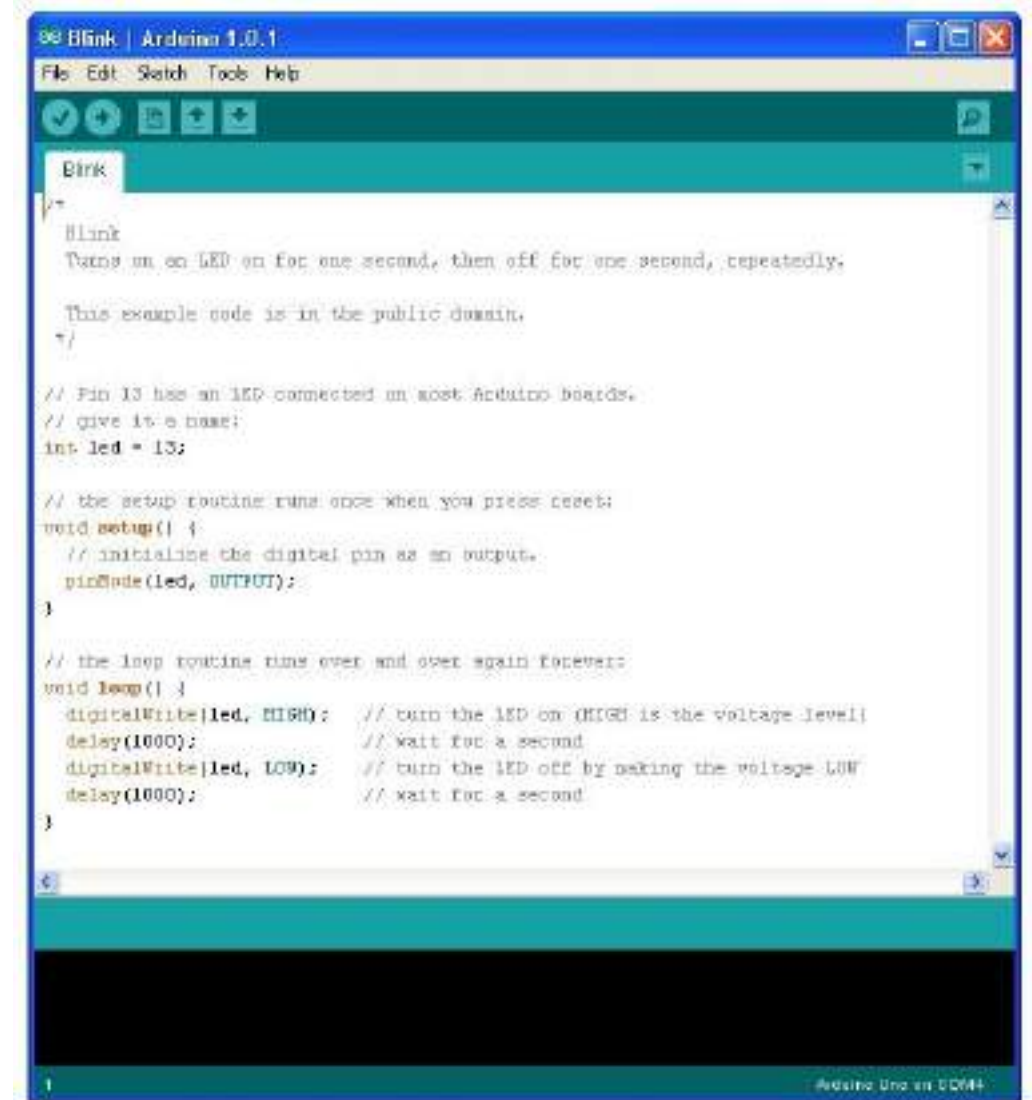 Blink | Arduino 1.0.1
File Edit Sketch Tools Help
Blink
/*
  Blink
  Turns on an LED on for one second, then off for one second, repeatedly.
  This example code is in the public domain.
 */
// Pin 13 has an LED connected on most Arduino boards.
// give it a name:
int led = 13;
// the setup routine runs once when you press reset:
void setup() {
  // initialize the digital pin as an output.
  pinMode(led, OUTPUT);
}
// the loop routine runs over and over again forever:
void loop() {
  digitalWrite(led, HIGH);   // turn the LED on (HIGH is the voltage level)
  delay(1000);               // wait for a second
  digitalWrite(led, LOW);    // turn the LED off by making the voltage LOW
  delay(1000);               // wait for a second
}
1
Arduino Uno on COM4